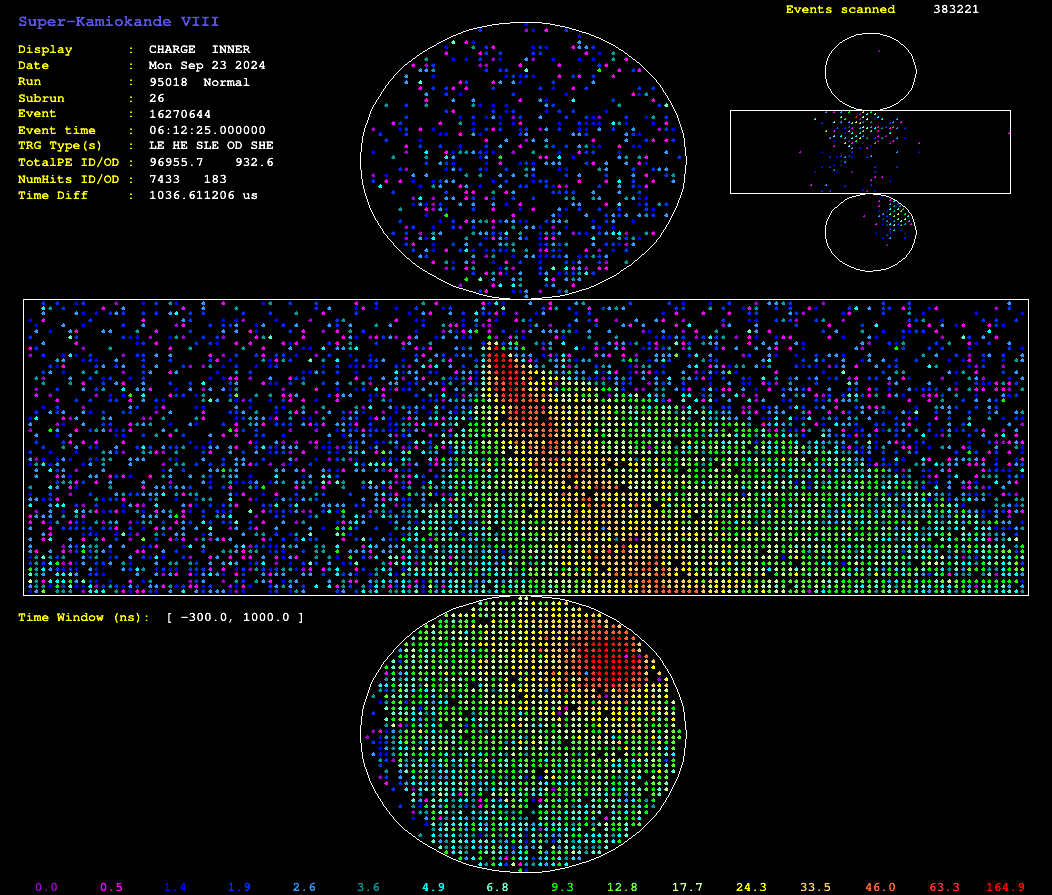 Super-Kamiokande VIII
Events scanned 383221
Display : CHARGE INNER
Date : Mon Sep 23 2024
Run : 95018 Normal
Subrun : 26
Event : 16270644
Event time : 06:12:25.000000
TRG Type(s) : LE HE SLE OD SHE
TotalPE ID/OD : 96955.7 932.6
NumHits ID/OD : 7433 183
Time Diff : 1036.611206 us
Time Window (ns): [ −300.0, 1000.0 ]
0.0 0.5 1.4 1.9 2.6 3.6 4.9 6.8 9.3 12.8 17.7 24.3 33.5 46.0 63.3 164.9